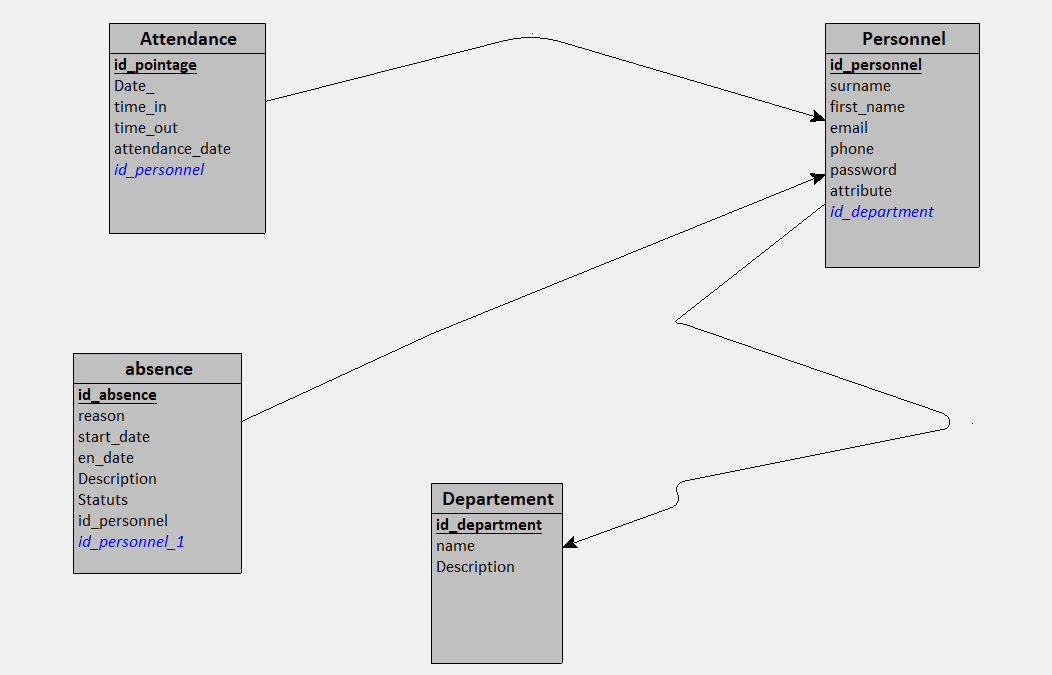 Attendance
id_pointage
Date_
time_in
time_out
attendance_date
id_personnel
Personnel
id_personnel
surname
first_name
email
phone
password
attribute
id_department
absence
id_absence
reason
start_date
en_date
Description
Statuts
id_personnel
id_personnel_1
Departement
id_department
name
Description